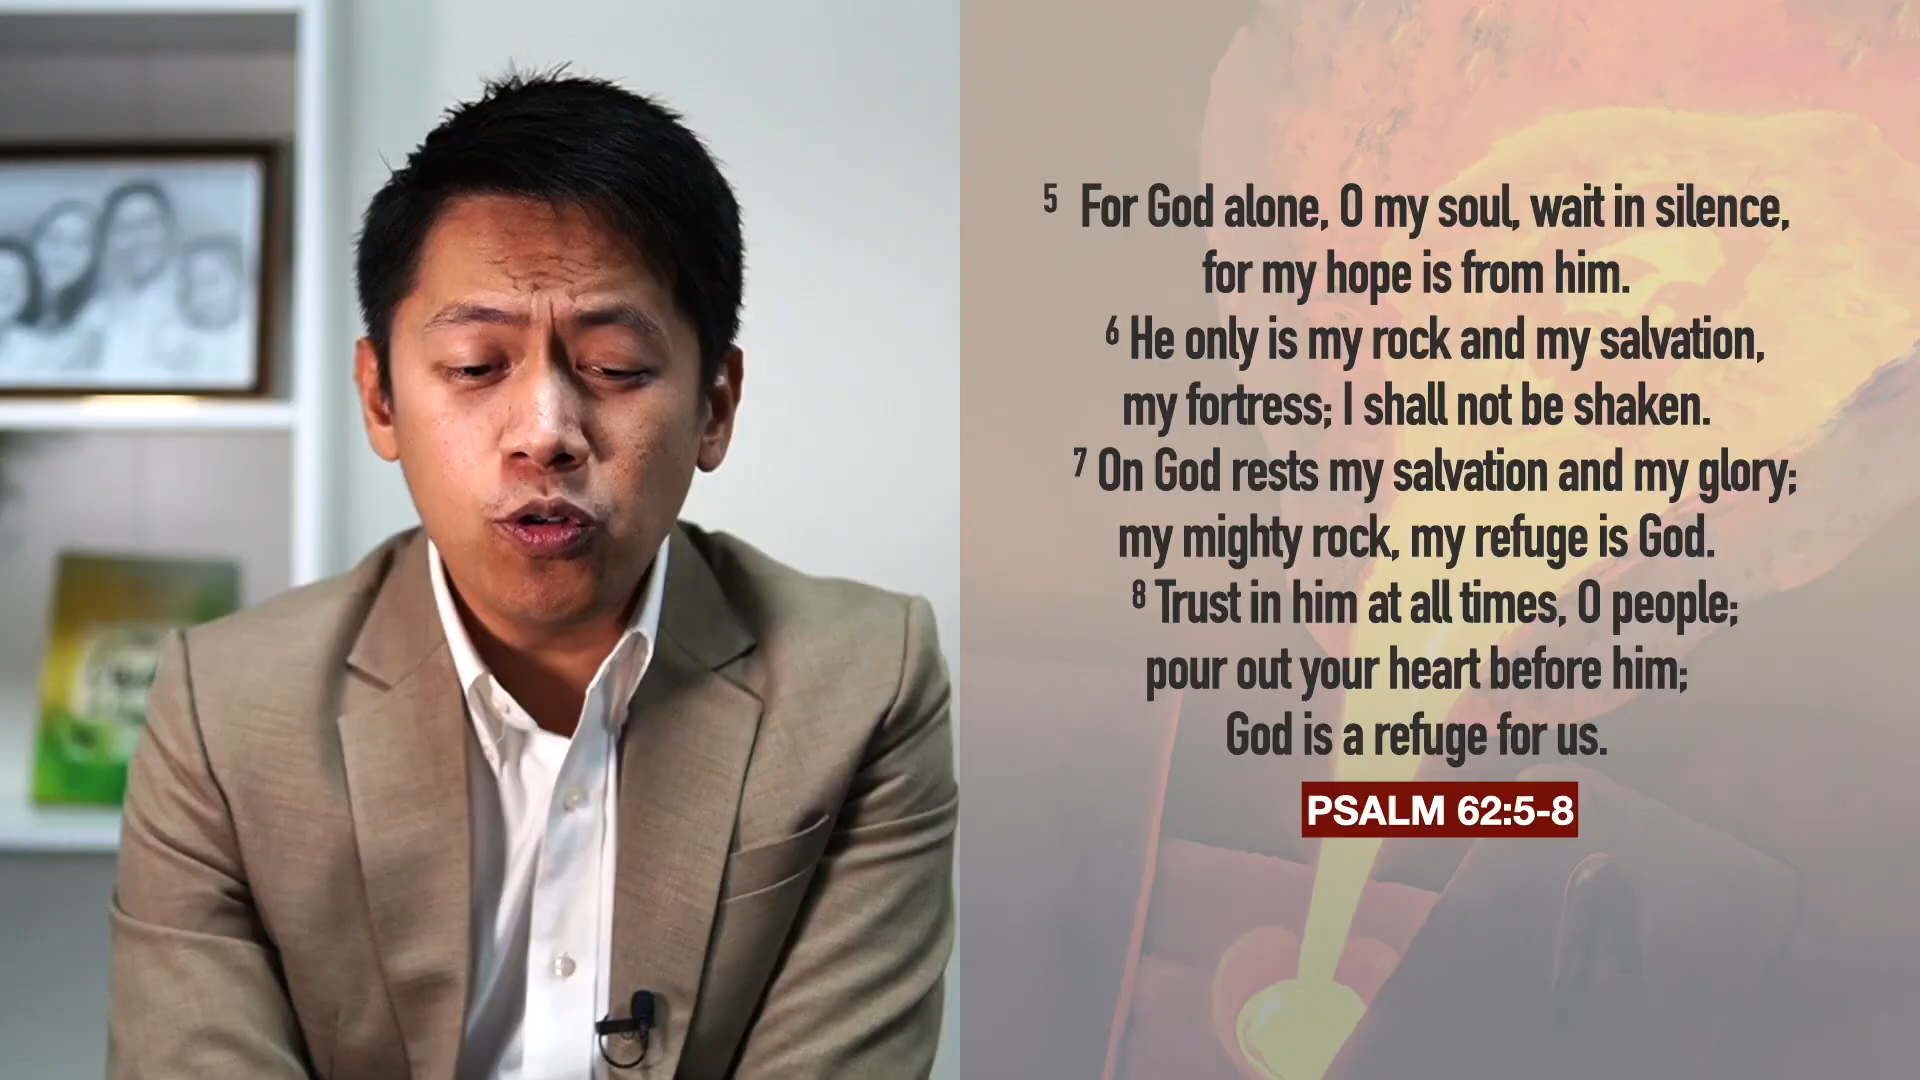 5 For God alone, O my soul, wait in silence,
for my hope is from him.
6 He only is my rock and my salvation,
my fortress; I shall not be shaken.
7 On God rests my salvation and my glory;
my mighty rock, my refuge is God.
8 Trust in him at all times, O people;
pour out your heart before him;
God is a refuge for us.
PSALM 62:5-8